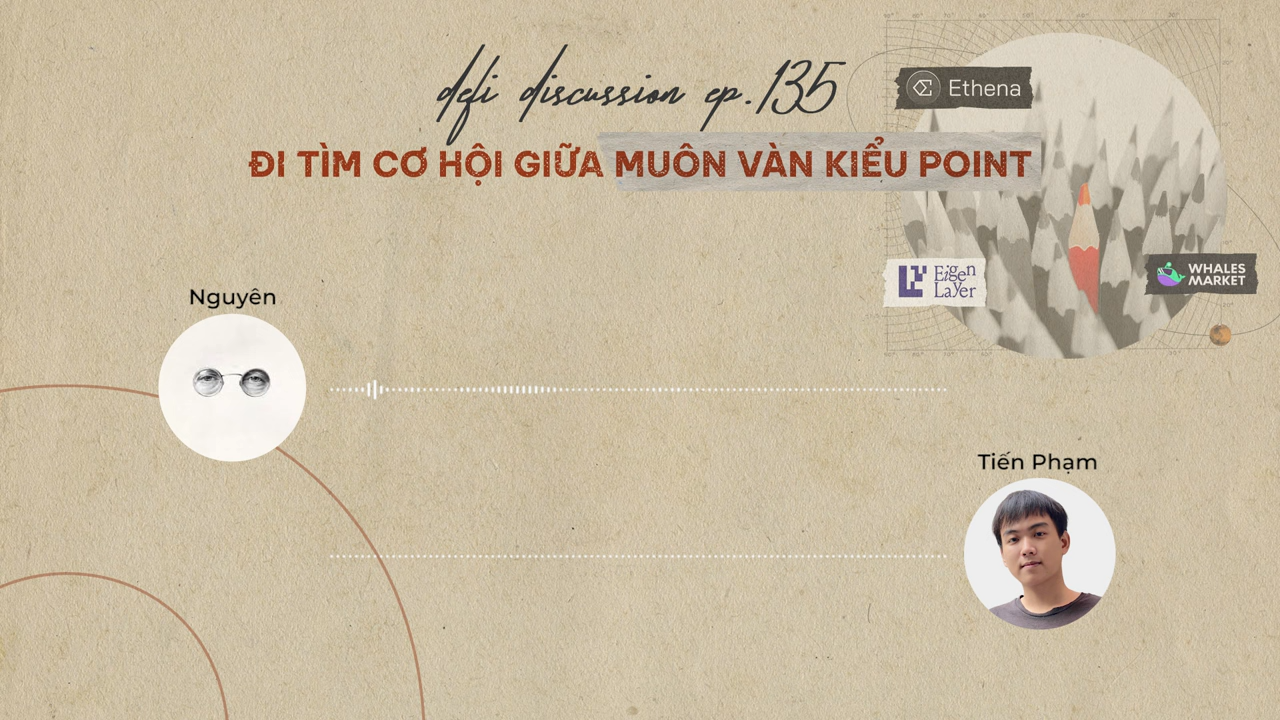 defi discussion ep.135
ĐI TÌM CƠ HỘI GIỮA MUÔN VÀN KIỂU POINT
Ethena
Eigen
Layer
WHALES
MARKET
Nguyên
Tiến Phạm